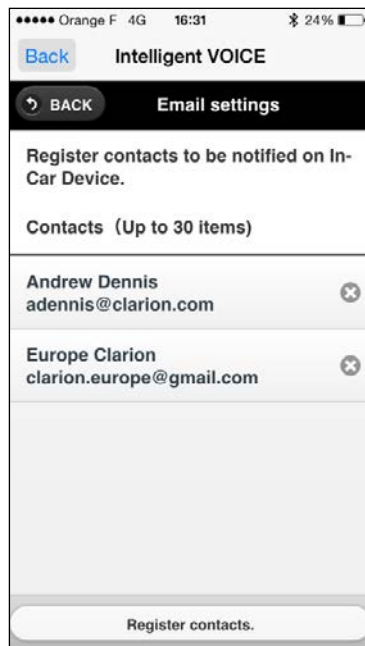 Orange F 4G 16:31 24%
Back Intelligent VOICE
BACK Email settings
Register contacts to be notified on In-
Car Device.
Contacts (Up to 30 items)
Andrew Dennis
adennis@clarion.com
Europe Clarion
clarion.europe@gmail.com
Register contacts.